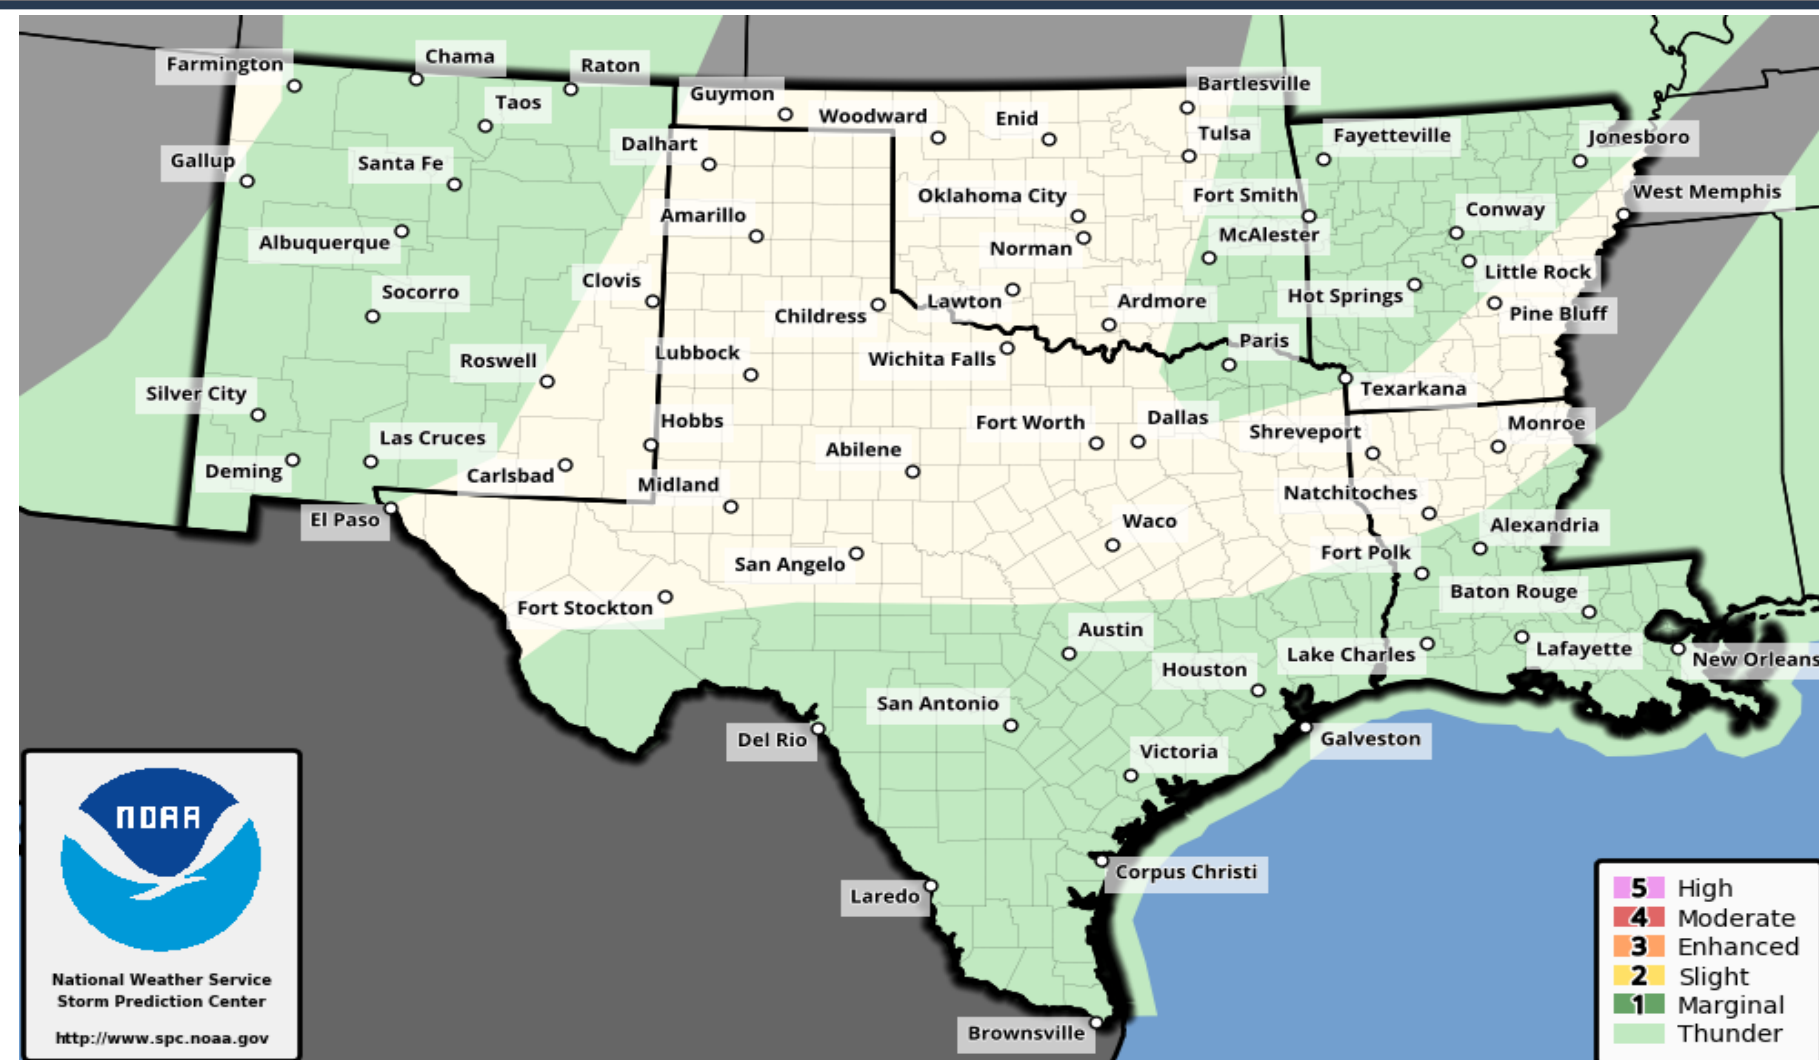 Farmington
Chama
Raton
Taos
Guymon
Woodward
Enid
Bartlesville
Tulsa
Fayetteville
Jonesboro
Gallup
Santa Fe
Dalhart
Oklahoma City
Fort Smith
Conway
West Memphis
Albuquerque
Amarillo
Norman
McAlester
Little Rock
Socorro
Clovis
Childress
Lawton
Ardmore
Hot Springs
Pine Bluff
Roswell
Lubbock
Wichita Falls
Paris
Texarkana
Silver City
Las Cruces
Hobbs
Abilene
Fort Worth
Dallas
Shreveport
Monroe
Deming
Carlsbad
Midland
Natchitoches
El Paso
San Angelo
Waco
Fort Polk
Alexandria
Fort Stockton
Austin
Baton Rouge
Houston
Lake Charles
Lafayette
New Orleans
San Antonio
Del Rio
Victoria
Galveston
Laredo
Corpus Christi
Brownsville
NOAA
National Weather Service
Storm Prediction Center
http://www.spc.noaa.gov
5 High
4 Moderate
3 Enhanced
2 Slight
1 Marginal
Thunder